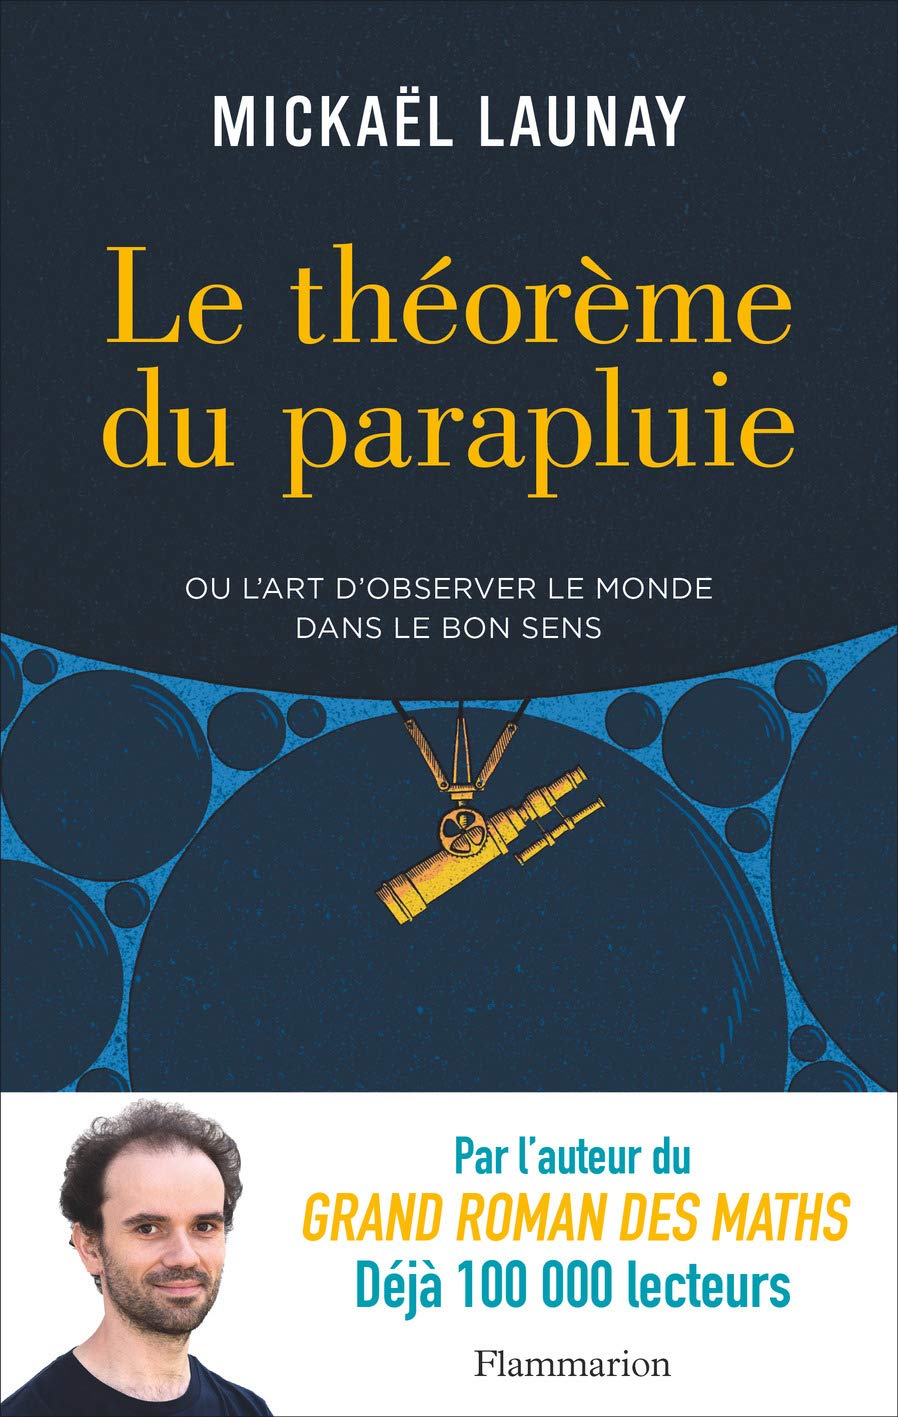 MICKAËL LAUNAY
Le théorème
du parapluie
OU L'ART D'OBSERVER LE MONDE
DANS LE BON SENS
Par l'auteur du
GRAND ROMAN DES MATHS
Déjà 100 000 lecteurs
Flammarion